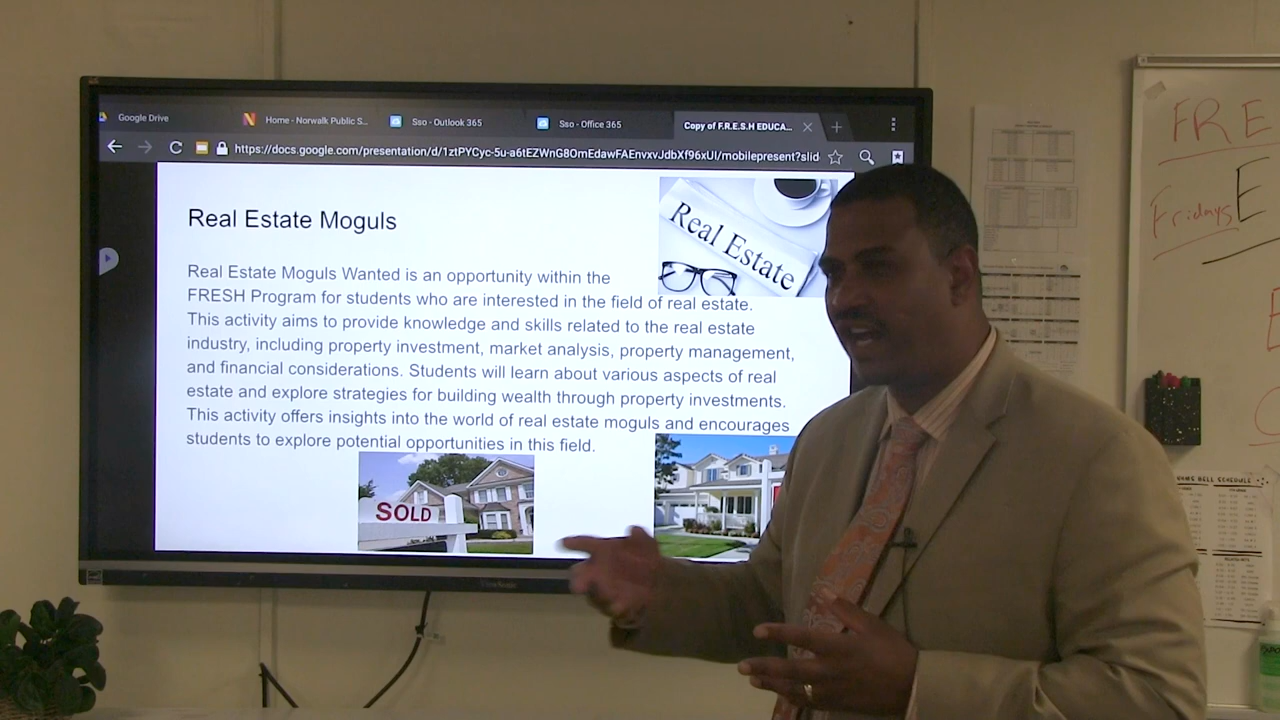 Google Drive
Home - Norwalk Public S...
Sso - Outlook 365
Sso - Office 365
Copy of F.R.E.S.H EDUCA...
https://docs.google.com/presentation/d/1ztPYCyc-5u-a6tEZWnG8OmEdawFAEnvxvJdbXf96xUI/mobilepresent?slid
Real Estate Moguls
Real Estate
Real Estate Moguls Wanted is an opportunity within the
FRESH Program for students who are interested in the field of real estate.
This activity aims to provide knowledge and skills related to the real estate
industry, including property investment, market analysis, property management,
and financial considerations. Students will learn about various aspects of real
estate and explore strategies for building wealth through property investments.
This activity offers insights into the world of real estate moguls and encourages
students to explore potential opportunities in this field.
SOLD
FRE
Fridays
E
BELL SCHEDULE